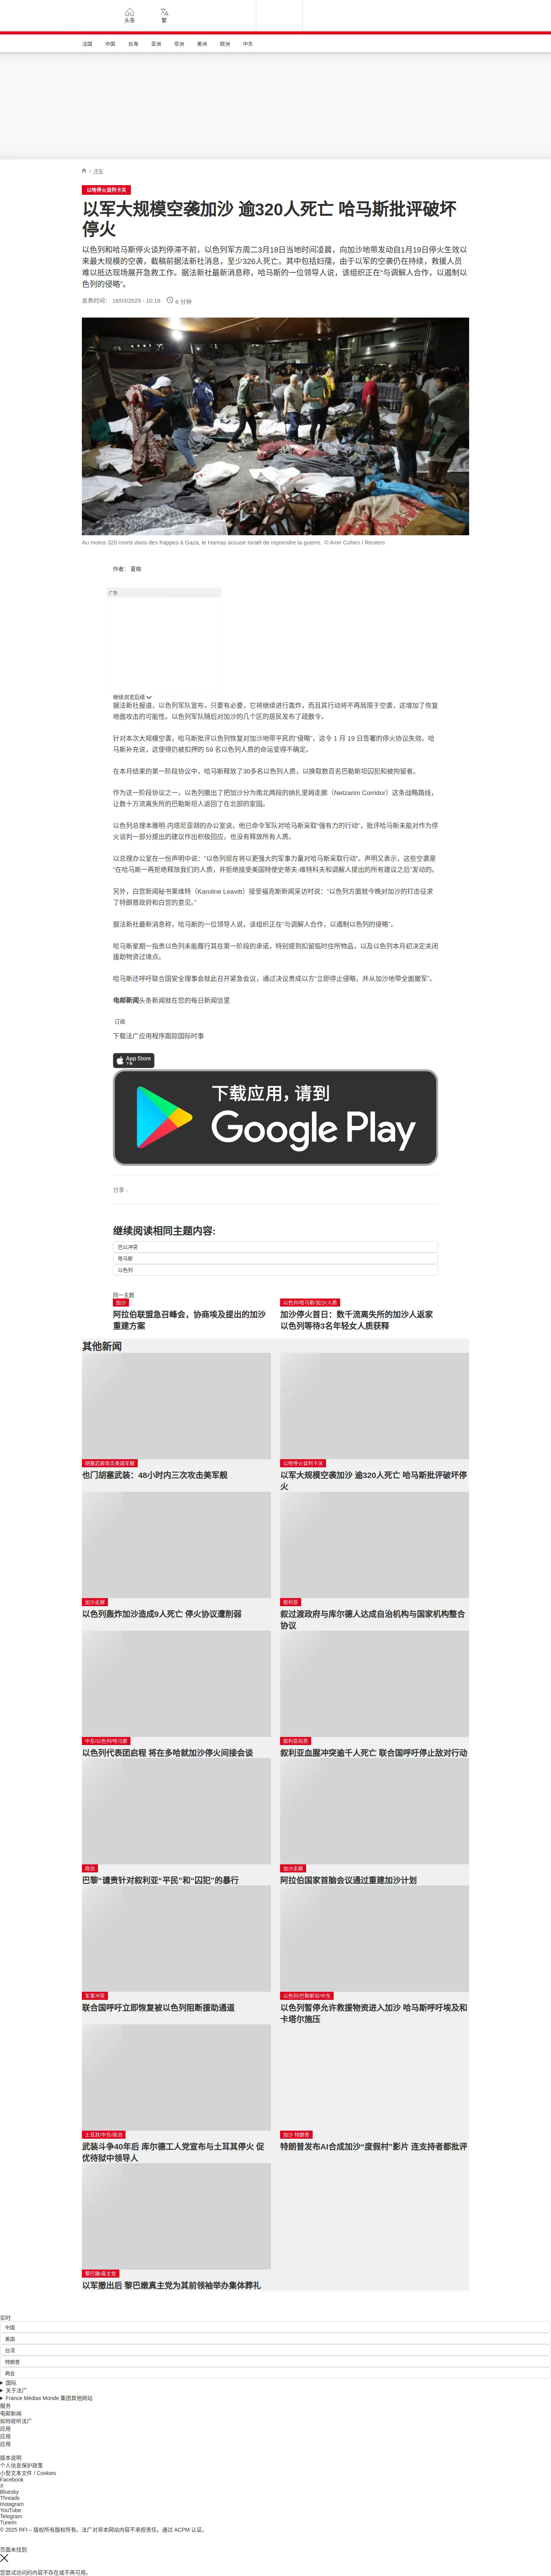 头条
繁
法国
中国
台海
亚洲
非洲
美洲
欧洲
中东
/ 中东
以哈停火谈判卡关
以军大规模空袭加沙 逾320人死亡 哈马斯批评破坏
停火
以色列和哈马斯停火谈判停滞不前，以色列军方周二3月18日当地时间凌晨，向加沙地带发动自1月19日停火生效以
来最大规模的空袭，截稿前据法新社消息，至少326人死亡。其中包括妇孺，由于以军的空袭仍在持续，救援人员
难以抵达现场展开急救工作。据法新社最新消息称，哈马斯的一位领导人说，该组织正在“与调解人合作，以遏制以
色列的侵略”。
发表时间： 18/03/2025 - 10:18
6 分钟
Au moins 320 morts dans des frappes à Gaza, le Hamas accuse Israël de reprendre la guerre. © Amir Cohen / Reuters
作者： 夏榕
广告
继续浏览后续
据法新社报道，以色列军队宣布，只要有必要，它将继续进行轰炸，而且其行动将不再局限于空袭，这增加了恢复
地面攻击的可能性。以色列军队随后对加沙的几个区的居民发布了疏散令。
针对本次大规模空袭，哈马斯批评以色列恢复对加沙地带平民的“侵略”，这令 1 月 19 日签署的停火协议失效。哈
马斯补充说，这使得仍被扣押的 59 名以色列人质的命运变得不确定。
在本月结束的第一阶段协议中，哈马斯释放了30多名以色列人质，以换取数百名巴勒斯坦囚犯和被拘留者。
作为这一阶段协议之一，以色列撤出了把加沙分为南北两段的纳扎里姆走廊（Netzarim Corridor）这条战略路线，
让数十万流离失所的巴勒斯坦人返回了在北部的家园。
以色列总理本雅明-内塔尼亚胡的办公室说，他已命令军队对哈马斯采取“强有力的行动”，批评哈马斯未能对作为停
火谈判一部分提出的建议作出积极回应，也没有释放所有人质。
以总理办公室在一份声明中说：“以色列现在将以更强大的军事力量对哈马斯采取行动”。声明又表示，这些空袭是
“在哈马斯一再拒绝释放我们的人质，并拒绝接受美国特使史蒂夫-维特科夫和调解人提出的所有建议之后”发动的。
另外，白宫新闻秘书莱维特（Karoline Leavitt）接受福克斯新闻采访时说：“以色列方面就今晚对加沙的打击征求
了特朗普政府和白宫的意见。”
据法新社最新消息称，哈马斯的一位领导人说，该组织正在“与调解人合作，以遏制以色列的侵略”。
哈马斯星期一指责以色列未能履行其在第一阶段的承诺，特别提到扣留临时住所物品，以及以色列本月初决定关闭
援助物资过境点。
哈马斯还呼吁联合国安全理事会就此召开紧急会议，通过决议责成以方“立即停止侵略，并从加沙地带全面撤军”。
电邮新闻头条新闻就在您的每日新闻信里
订阅
下载法广应用程序跟踪国际时事
App Store
下载
下载应用，请到
Google Play
分享 :
继续阅读相同主题内容:
巴以冲突
哈马斯
以色列
同一主题
加沙
阿拉伯联盟急召峰会，协商埃及提出的加沙
重建方案
以色列/哈马斯/加沙/人质
加沙停火首日：数千流离失所的加沙人返家
以色列等待3名年轻女人质获释
其他新闻
胡塞武装攻击美国军舰
也门胡塞武装：48小时内三次攻击美军舰
以哈停火谈判卡关
以军大规模空袭加沙 逾320人死亡 哈马斯批评破坏停
火
加沙走廊
以色列轰炸加沙造成9人死亡 停火协议遭削弱
叙利亚
叙过渡政府与库尔德人达成自治机构与国家机构整合
协议
中东/以色列/哈马斯
以色列代表团启程 将在多哈就加沙停火间接会谈
叙利亚局势
叙利亚血腥冲突逾千人死亡 联合国呼吁停止敌对行动
政治
巴黎“谴责针对叙利亚“平民”和“囚犯”的暴行
加沙走廊
阿拉伯国家首脑会议通过重建加沙计划
军事冲突
联合国呼吁立即恢复被以色列阻断援助通道
以色列/巴勒斯坦/中东
以色列暂停允许救援物资进入加沙 哈马斯呼吁埃及和
卡塔尔施压
土耳其/中东/政治
武装斗争40年后 库尔德工人党宣布与土耳其停火 促
优待狱中领导人
加沙 特朗普
特朗普发布AI合成加沙“度假村”影片 连支持者都批评
黎巴嫩/真主党
以军撤出后 黎巴嫩真主党为其前领袖举办集体葬礼
实时
中国
美国
台湾
特朗普
两会
国际
关于法广
France Médias Monde 集团其他网站
服务
电邮新闻
如何收听法广
应用
应用
应用
版本说明
个人信息保护政策
小型文本文件 / Cookies
Facebook
X
Bluesky
Threads
Instagram
YouTube
Telegram
TuneIn
© 2025 RFI – 版权所有版权所有。法广对非本网站内容不承担责任。通过 ACPM 认证。
页面未找到
您尝试访问的内容不存在或不再可用。